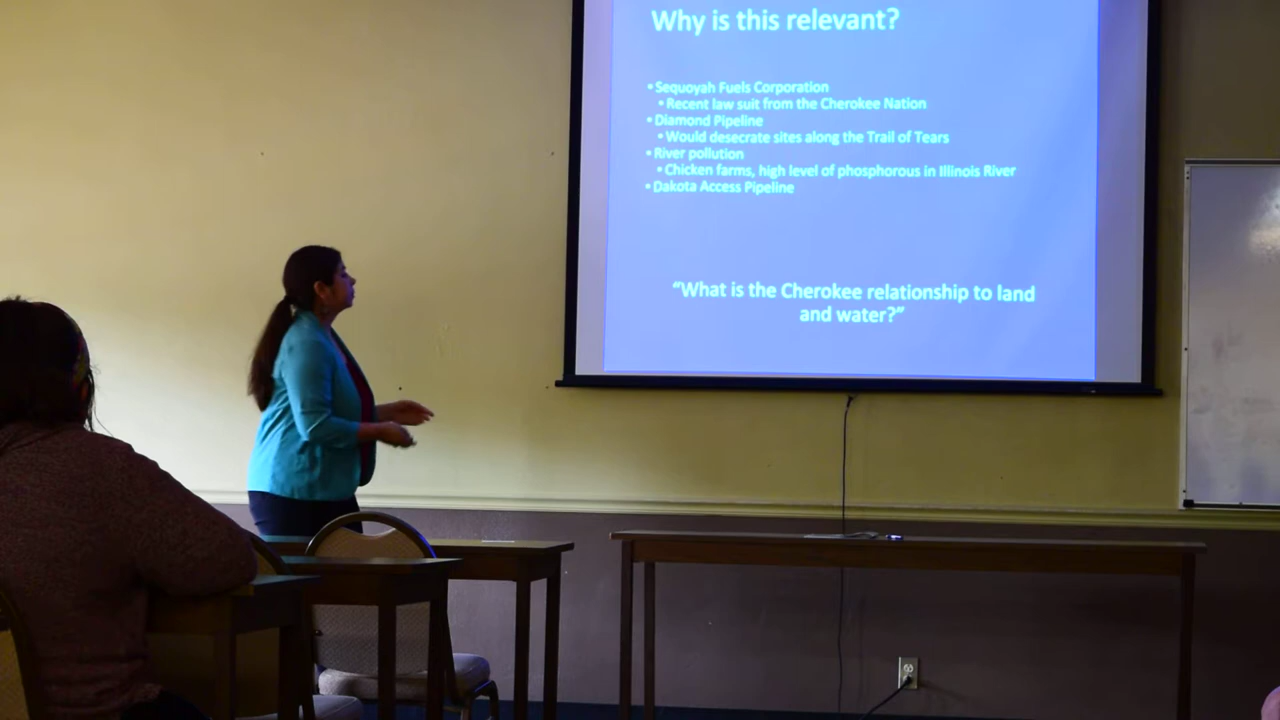 Why is this relevant?
• Sequoyah Fuels Corporation
• Recent law suit from the Cherokee Nation
• Diamond Pipeline
• Would desecrate sites along the Trail of Tears
• River pollution
• Chicken farms, high level of phosphorous in Illinois River
• Dakota Access Pipeline
“What is the Cherokee relationship to land
and water?”